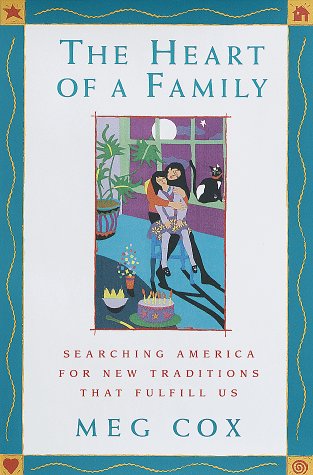 THE HEART
OF A FAMILY
SEARCHING AMERICA
FOR NEW TRADITIONS
THAT FULFILL US
MEG COX